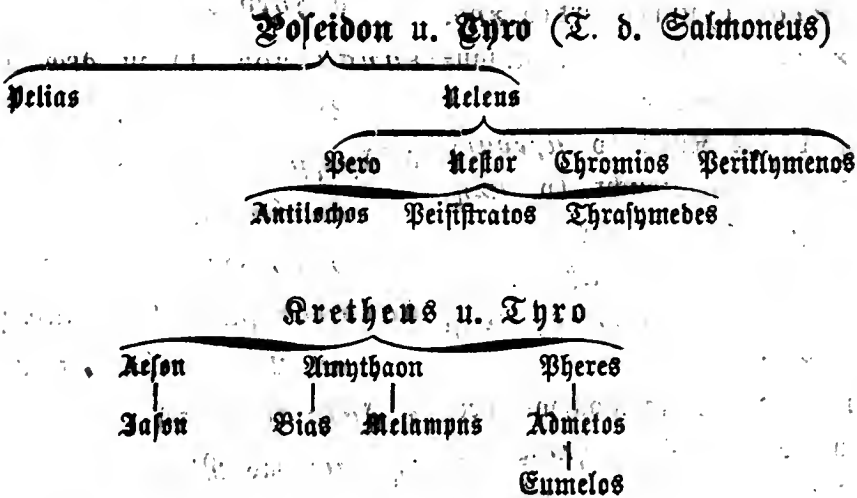 Poseidon u. Tyro (T. d. Salmoneus)
Pelias Neleus
Pero Nestor Chromios Periklymenos
Antilochos Peisistratos Thrasymedes
Kretheus u. Tyro
Aeson Amythaon Pheres
Jason Bias Melampus Admetos
Eumelos